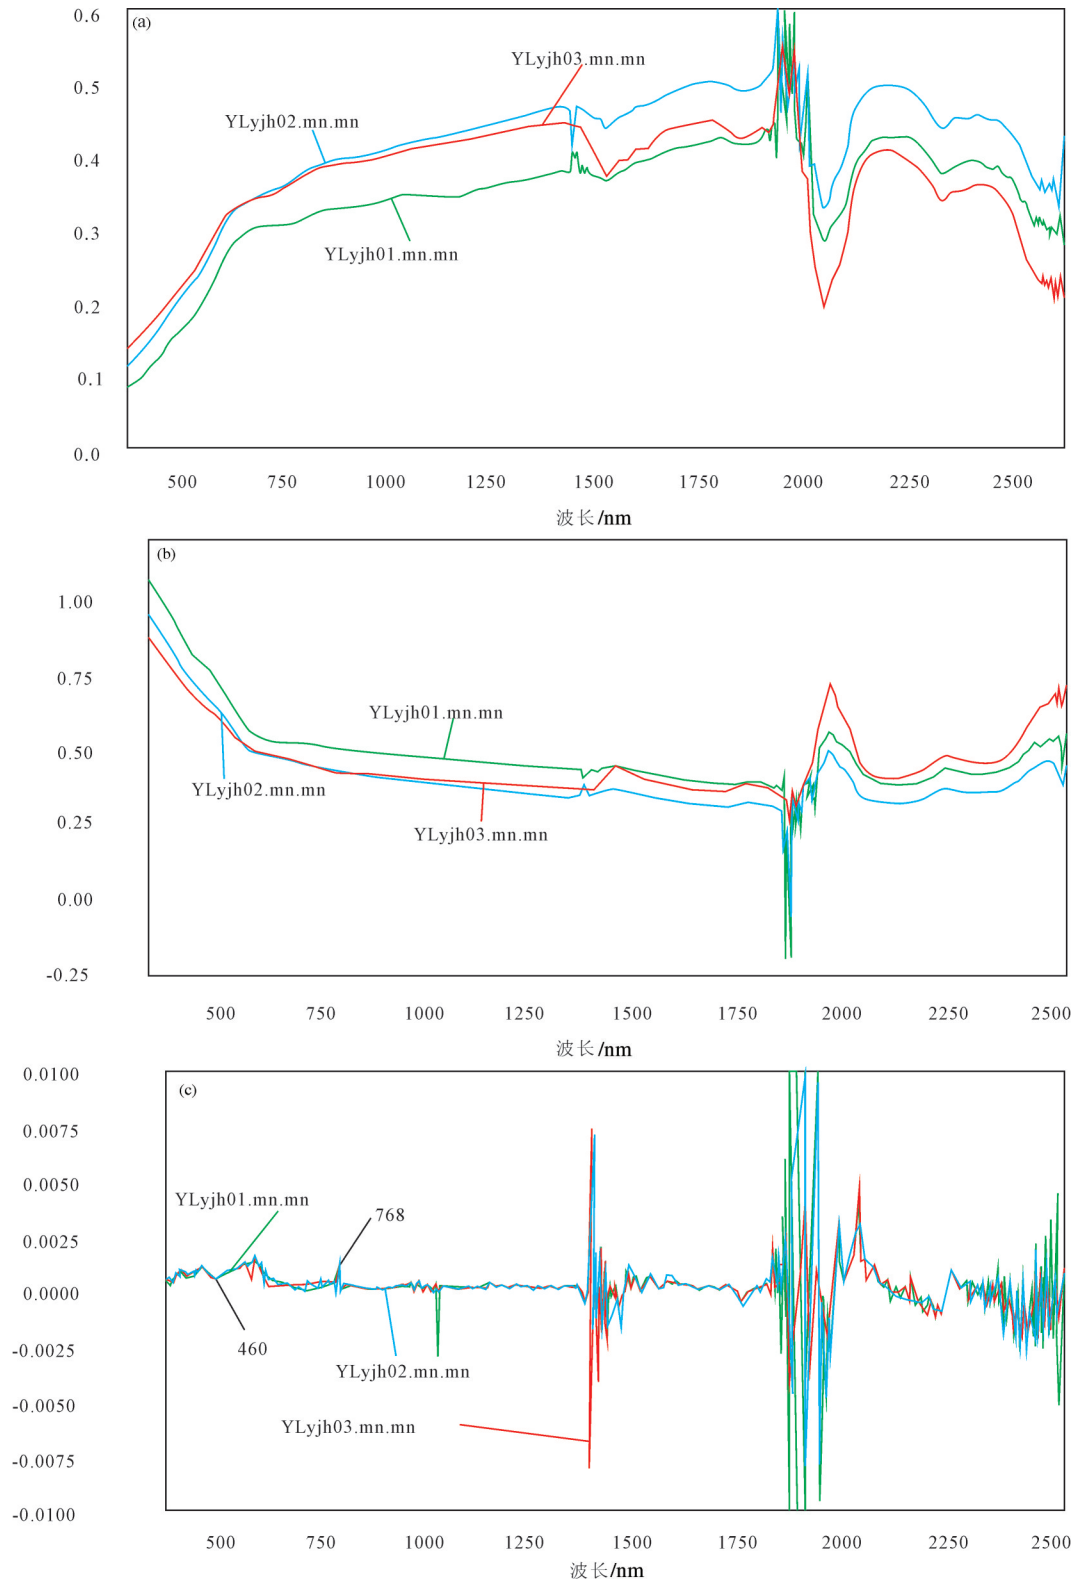 (a)
0.6
0.5
0.4
0.3
0.2
0.1
0.0
YLyjh03.mn.mn
YLyjh02.mn.mn
YLyjh01.mn.mn
500 750 1000 1250 1500 1750 2000 2250 2500
波长/nm
(b)
1.00
0.75
0.50
0.25
0.00
-0.25
YLyjh01.mn.mn
YLyjh02.mn.mn
YLyjh03.mn.mn
500 750 1000 1250 1500 1750 2000 2250 2500
波长/nm
(c)
0.0100
0.0075
0.0050
0.0025
0.0000
-0.0025
-0.0050
-0.0075
-0.0100
YLyjh01.mn.mn
768
460
YLyjh02.mn.mn
YLyjh03.mn.mn
500 750 1000 1250 1500 1750 2000 2250 2500
波长/nm